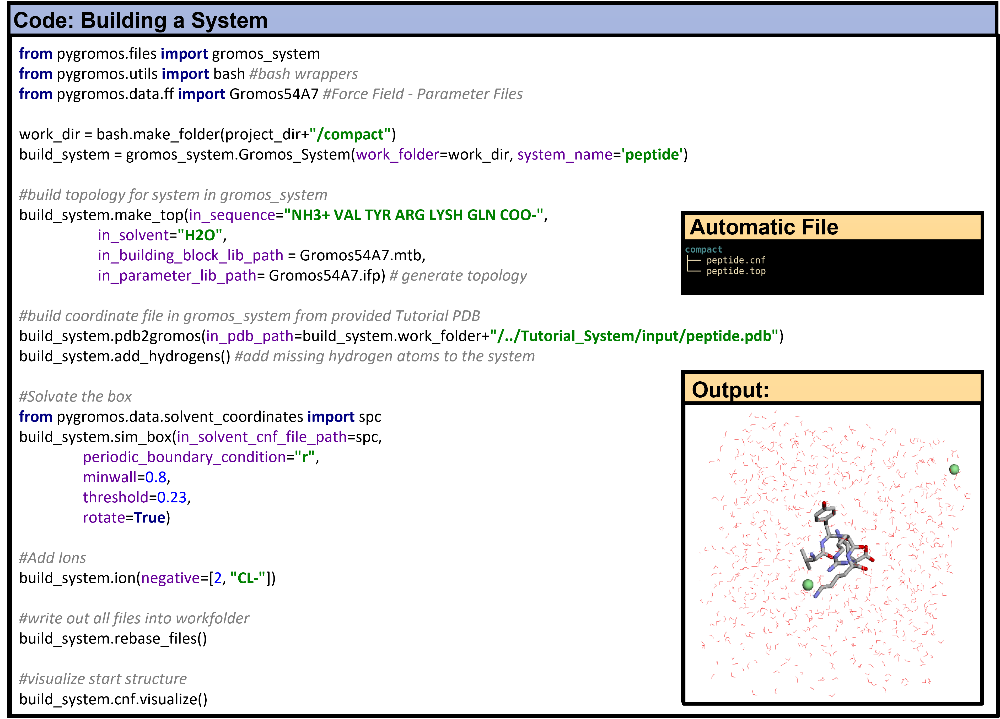 Code: Building a System
from pygromos.files import gromos_system
from pygromos.utils import bash #bash wrappers
from pygromos.data.ff import Gromos54A7 #Force Field - Parameter Files
work_dir = bash.make_folder(project_dir+"/compact")
build_system = gromos_system.Gromos_System(work_folder=work_dir, system_name='peptide')
#build topology for system in gromos_system
build_system.make_top(in_sequence="NH3+ VAL TYR ARG LYSH GLN COO-",
in_solvent="H2O",
in_building_block_lib_path = Gromos54A7.mtb,
in_parameter_lib_path= Gromos54A7.ifp) # generate topology
#build coordinate file in gromos_system from provided Tutorial PDB
build_system.pdb2gromos(in_pdb_path=build_system.work_folder+"/../Tutorial_System/input/peptide.pdb")
build_system.add_hydrogens() #add missing hydrogen atoms to the system
#Solvate the box
from pygromos.data.solvent_coordinates import spc
build_system.sim_box(in_solvent_cnf_file_path=spc,
periodic_boundary_condition="r",
minwall=0.8,
threshold=0.23,
rotate=True)
#Add Ions
build_system.ion(negative=[2, "CL-"])
#write out all files into workfolder
build_system.rebase_files()
#visualize start structure
build_system.cnf.visualize()
Automatic File
compact
├── peptide.cnf
└── peptide.top
Output: